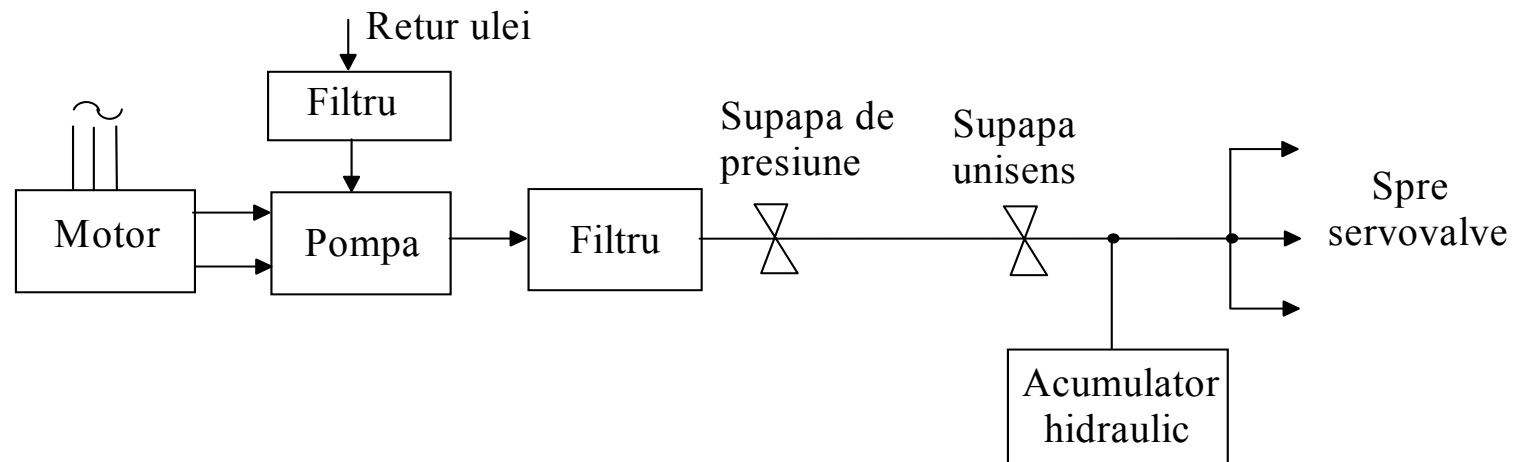 Retur ulei
Filtru
Supapa de
presiune
Supapa
unisens
Motor
Pompa
Filtru
Spre
servovalve
Acumulator
hidraulic